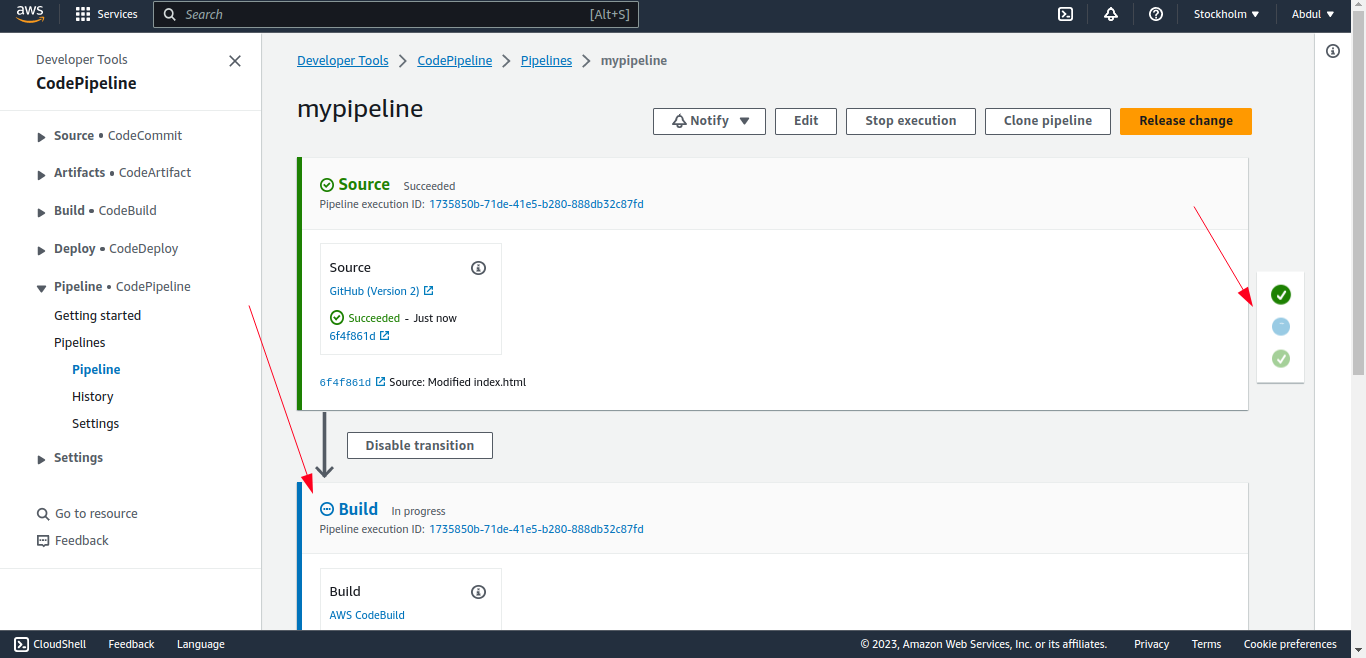 aws
Services
Search [Alt+S]
Stockholm
Abdul
Developer Tools
CodePipeline
Source • CodeCommit
Artifacts • CodeArtifact
Build • CodeBuild
Deploy • CodeDeploy
Pipeline • CodePipeline
Getting started
Pipelines
Pipeline
History
Settings
Settings
Go to resource
Feedback
Developer Tools
CodePipeline
Pipelines
mypipeline
mypipeline
Notify
Edit
Stop execution
Clone pipeline
Release change
Source Succeeded
Pipeline execution ID: 1735850b-71de-41e5-b280-888db32c87fd
Source
GitHub (Version 2)
Succeeded - Just now
6f4f861d
6f4f861d Source: Modified index.html
Disable transition
Build In progress
Pipeline execution ID: 1735850b-71de-41e5-b280-888db32c87fd
Build
AWS CodeBuild
CloudShell
Feedback
Language
© 2023, Amazon Web Services, Inc. or its affiliates.
Privacy
Terms
Cookie preferences